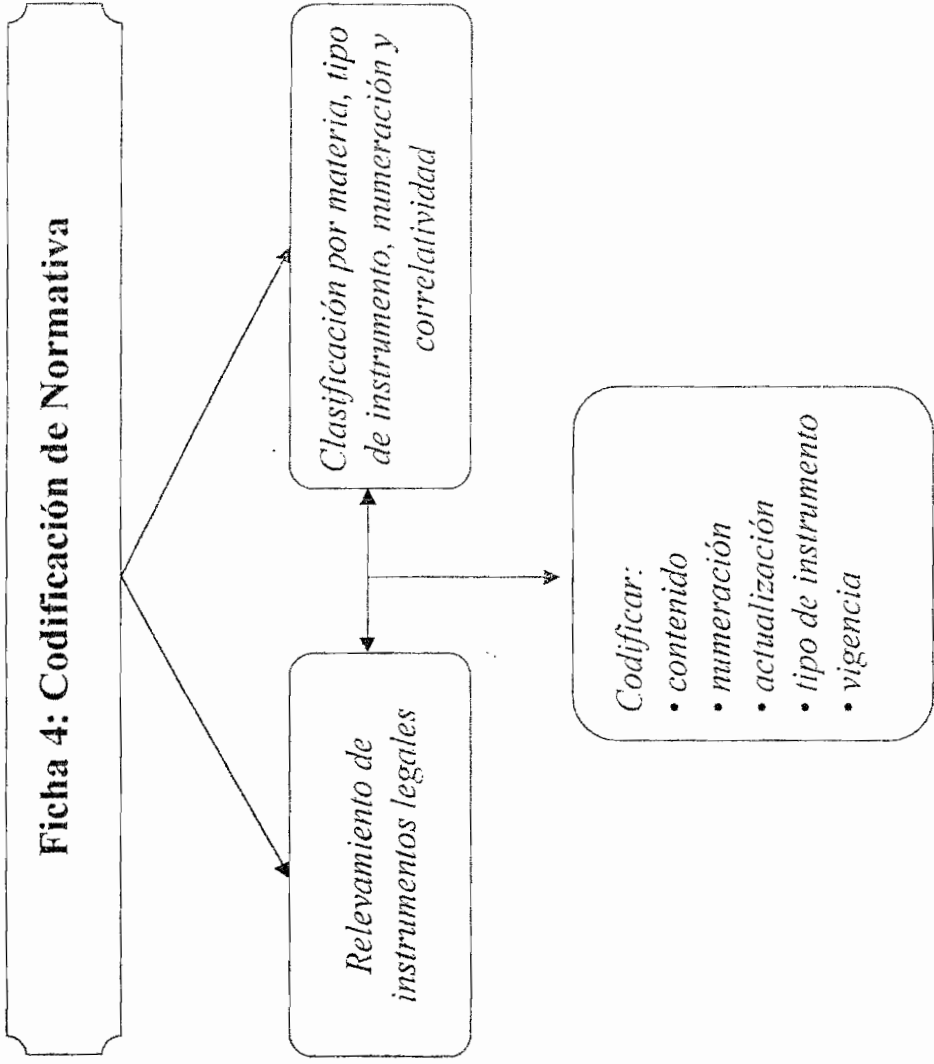 Ficha 4: Codificación de Normativa
Relevamiento de
instrumentos legales
Clasificación por materia, tipo
de instrumento, numeración y
correlatividad
Codificar:
• contenido
• numeración
• actualización
• tipo de instrumento
• vigencia